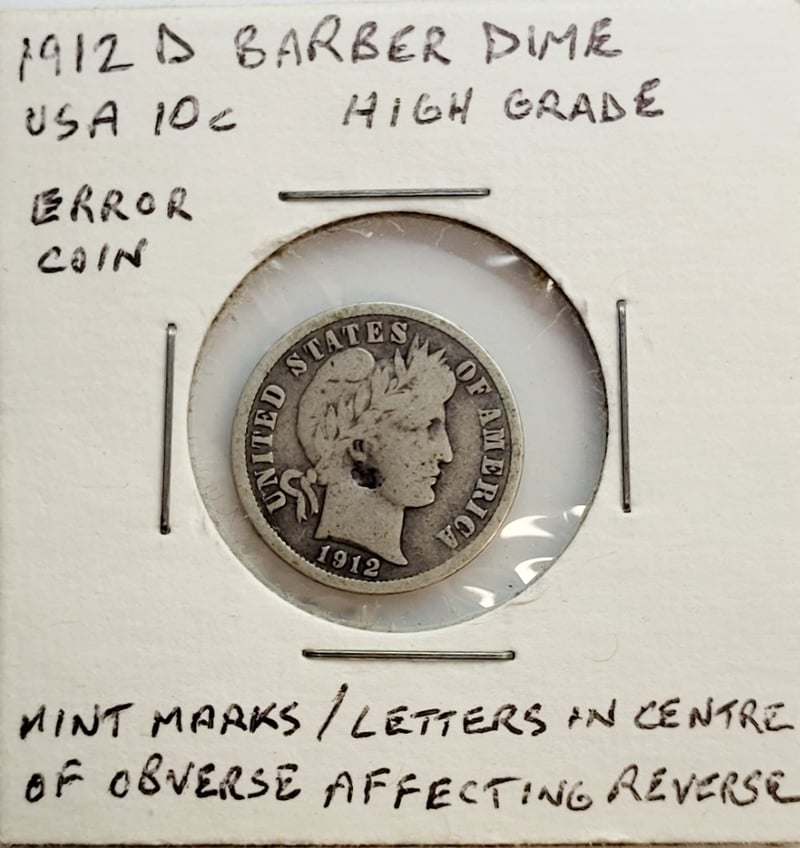 1912 D BARBER DIME
USA 10c HIGH GRADE
ERROR
COIN
UNITED STATES OF AMERICA
1912
MINT MARKS / LETTERS IN CENTRE
OF OBVERSE AFFECTING REVERSE